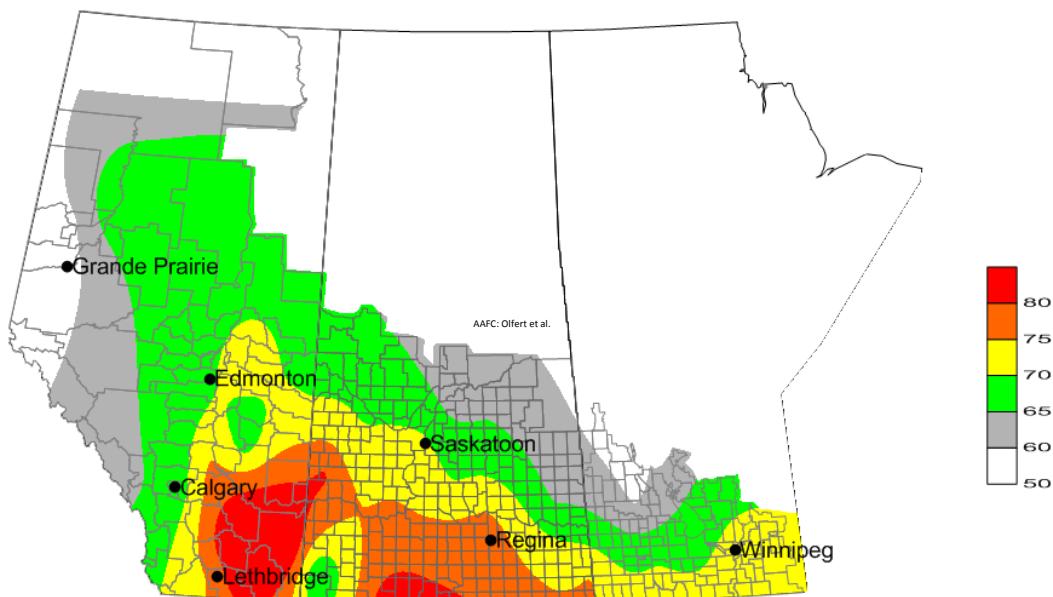 Grande Prairie
AAFC: Olfert et al.
Edmonton
Saskatoon
Calgary
Regina
Winnipeg
Lethbridge
80
75
70
65
60
50